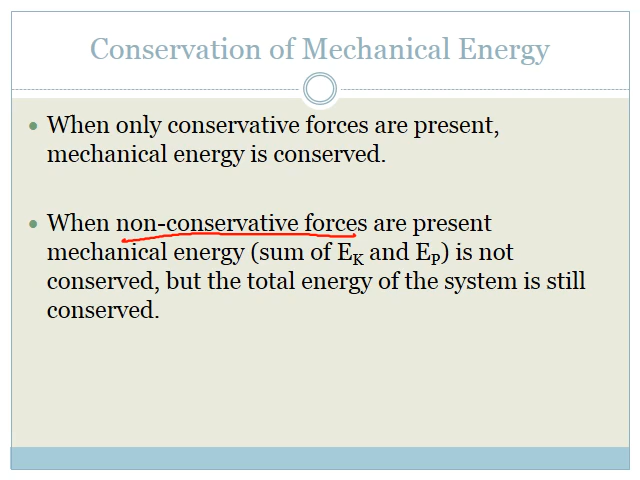 Conservation of Mechanical Energy
• When only conservative forces are present,
mechanical energy is conserved.
• When non-conservative forces are present
mechanical energy (sum of E_K and E_P) is not
conserved, but the total energy of the system is still
conserved.